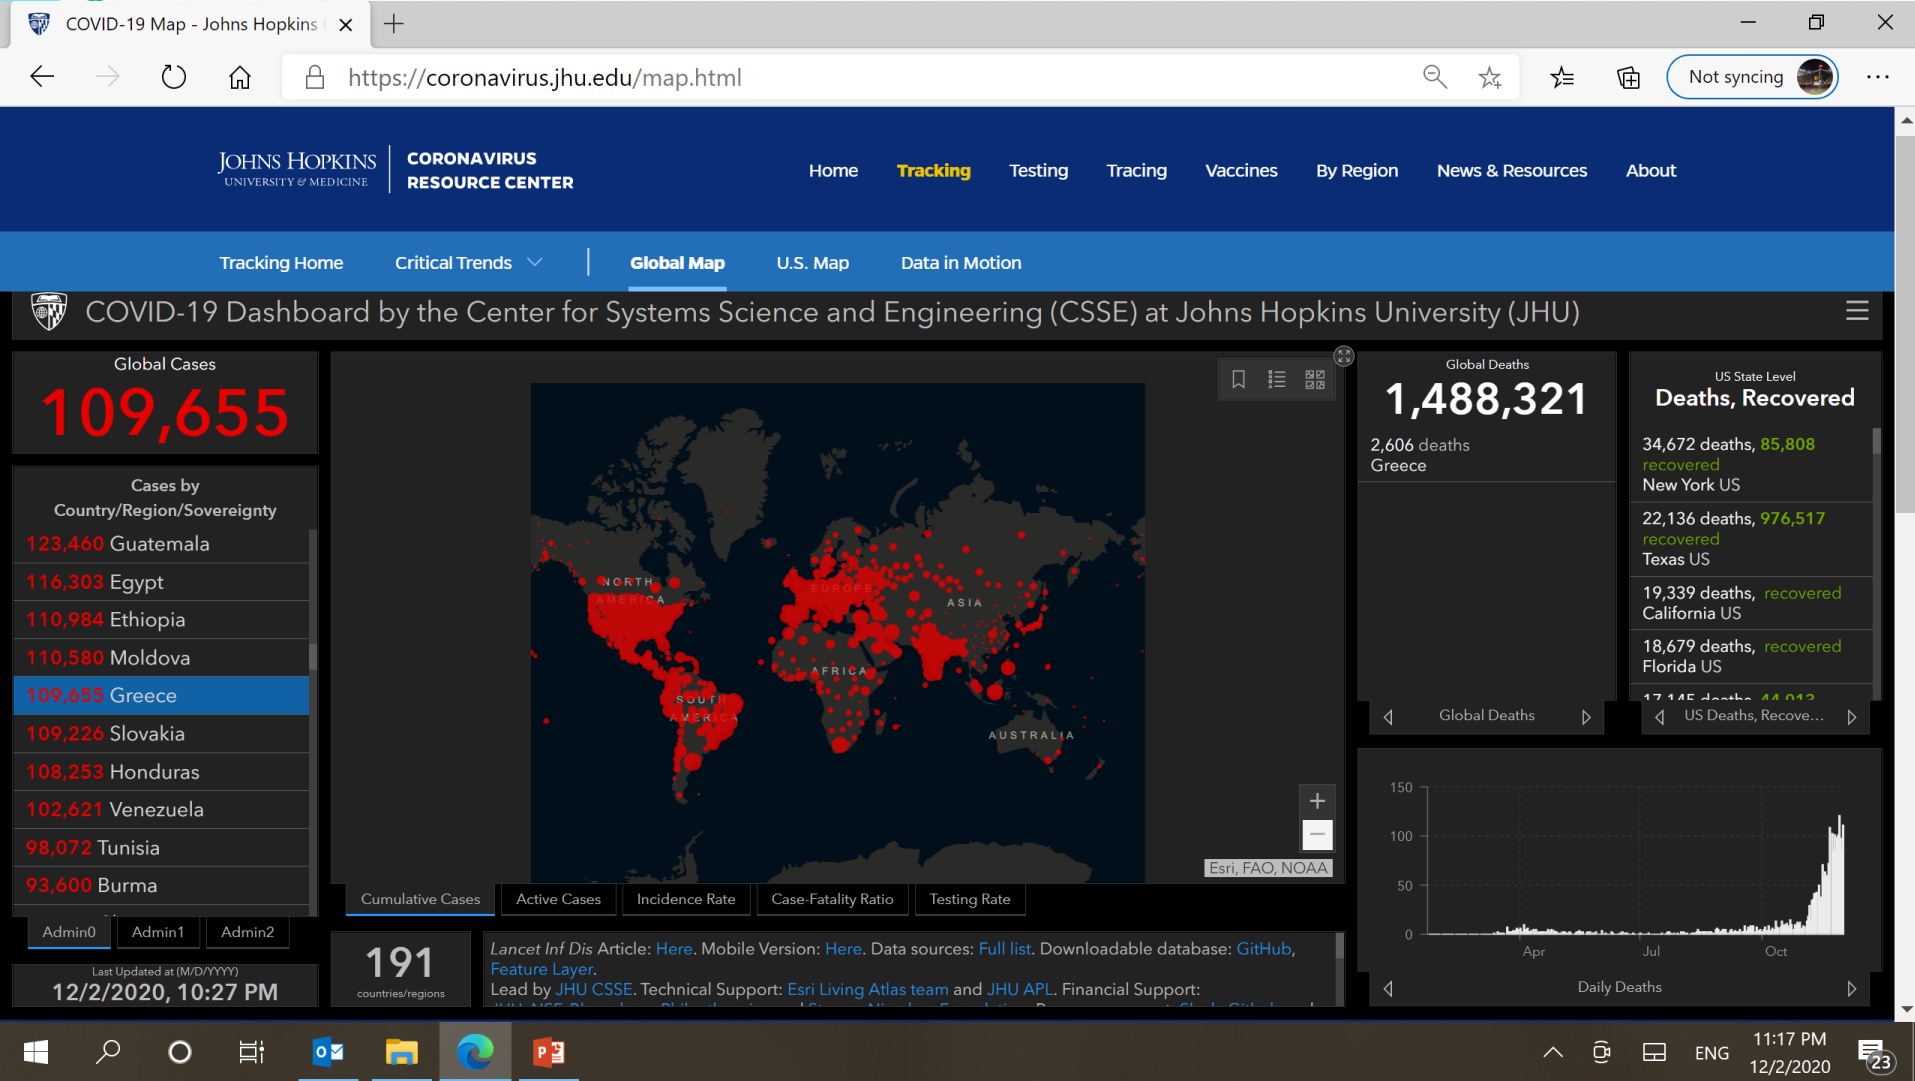 COVID-19 Map - Johns Hopkins
https://coronavirus.jhu.edu/map.html
Not syncing
JOHNS HOPKINS
UNIVERSITY & MEDICINE
CORONAVIRUS
RESOURCE CENTER
Home
Tracking
Testing
Tracing
Vaccines
By Region
News & Resources
About
Tracking Home
Critical Trends
Global Map
U.S. Map
Data in Motion
COVID-19 Dashboard by the Center for Systems Science and Engineering (CSSE) at Johns Hopkins University (JHU)
Global Cases
109,655
Cases by
Country/Region/Sovereignty
123,460 Guatemala
116,303 Egypt
110,984 Ethiopia
110,580 Moldova
109,655 Greece
109,226 Slovakia
108,253 Honduras
102,621 Venezuela
98,072 Tunisia
93,600 Burma
Admin0
Admin1
Admin2
Last Updated at (M/D/YYYY)
12/2/2020, 10:27 PM
NORTH
AMERICA
EUROPE
ASIA
AFRICA
SOUTH
AMERICA
AUSTRALIA
Esri, FAO, NOAA
Cumulative Cases
Active Cases
Incidence Rate
Case-Fatality Ratio
Testing Rate
191
countries/regions
Lancet Inf Dis Article: Here. Mobile Version: Here. Data sources: Full list. Downloadable database: GitHub,
Feature Layer.
Lead by JHU CSSE. Technical Support: Esri Living Atlas team and JHU APL. Financial Support:
Global Deaths
1,488,321
2,606 deaths
Greece
Global Deaths
US State Level
Deaths, Recovered
34,672 deaths, 85,808
recovered
New York US
22,136 deaths, 976,517
recovered
Texas US
19,339 deaths, recovered
California US
18,679 deaths, recovered
Florida US
17,145 deaths, 44,013
US Deaths, Recove...
150
100
50
0
Apr
Jul
Oct
Daily Deaths
ENG
11:17 PM
12/2/2020
23